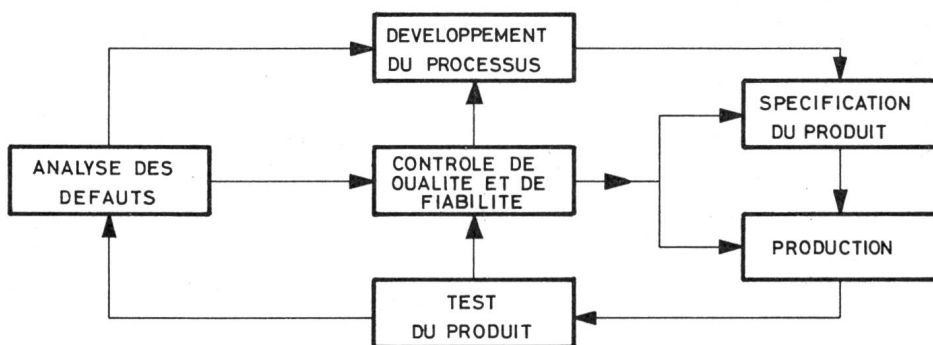 DEVELOPPEMENT
DU PROCESSUS
SPECIFICATION
DU PRODUIT
ANALYSE DES
DEFAUTS
CONTROLE DE
QUALITE ET DE
FIABILITE
PRODUCTION
TEST
DU PRODUIT